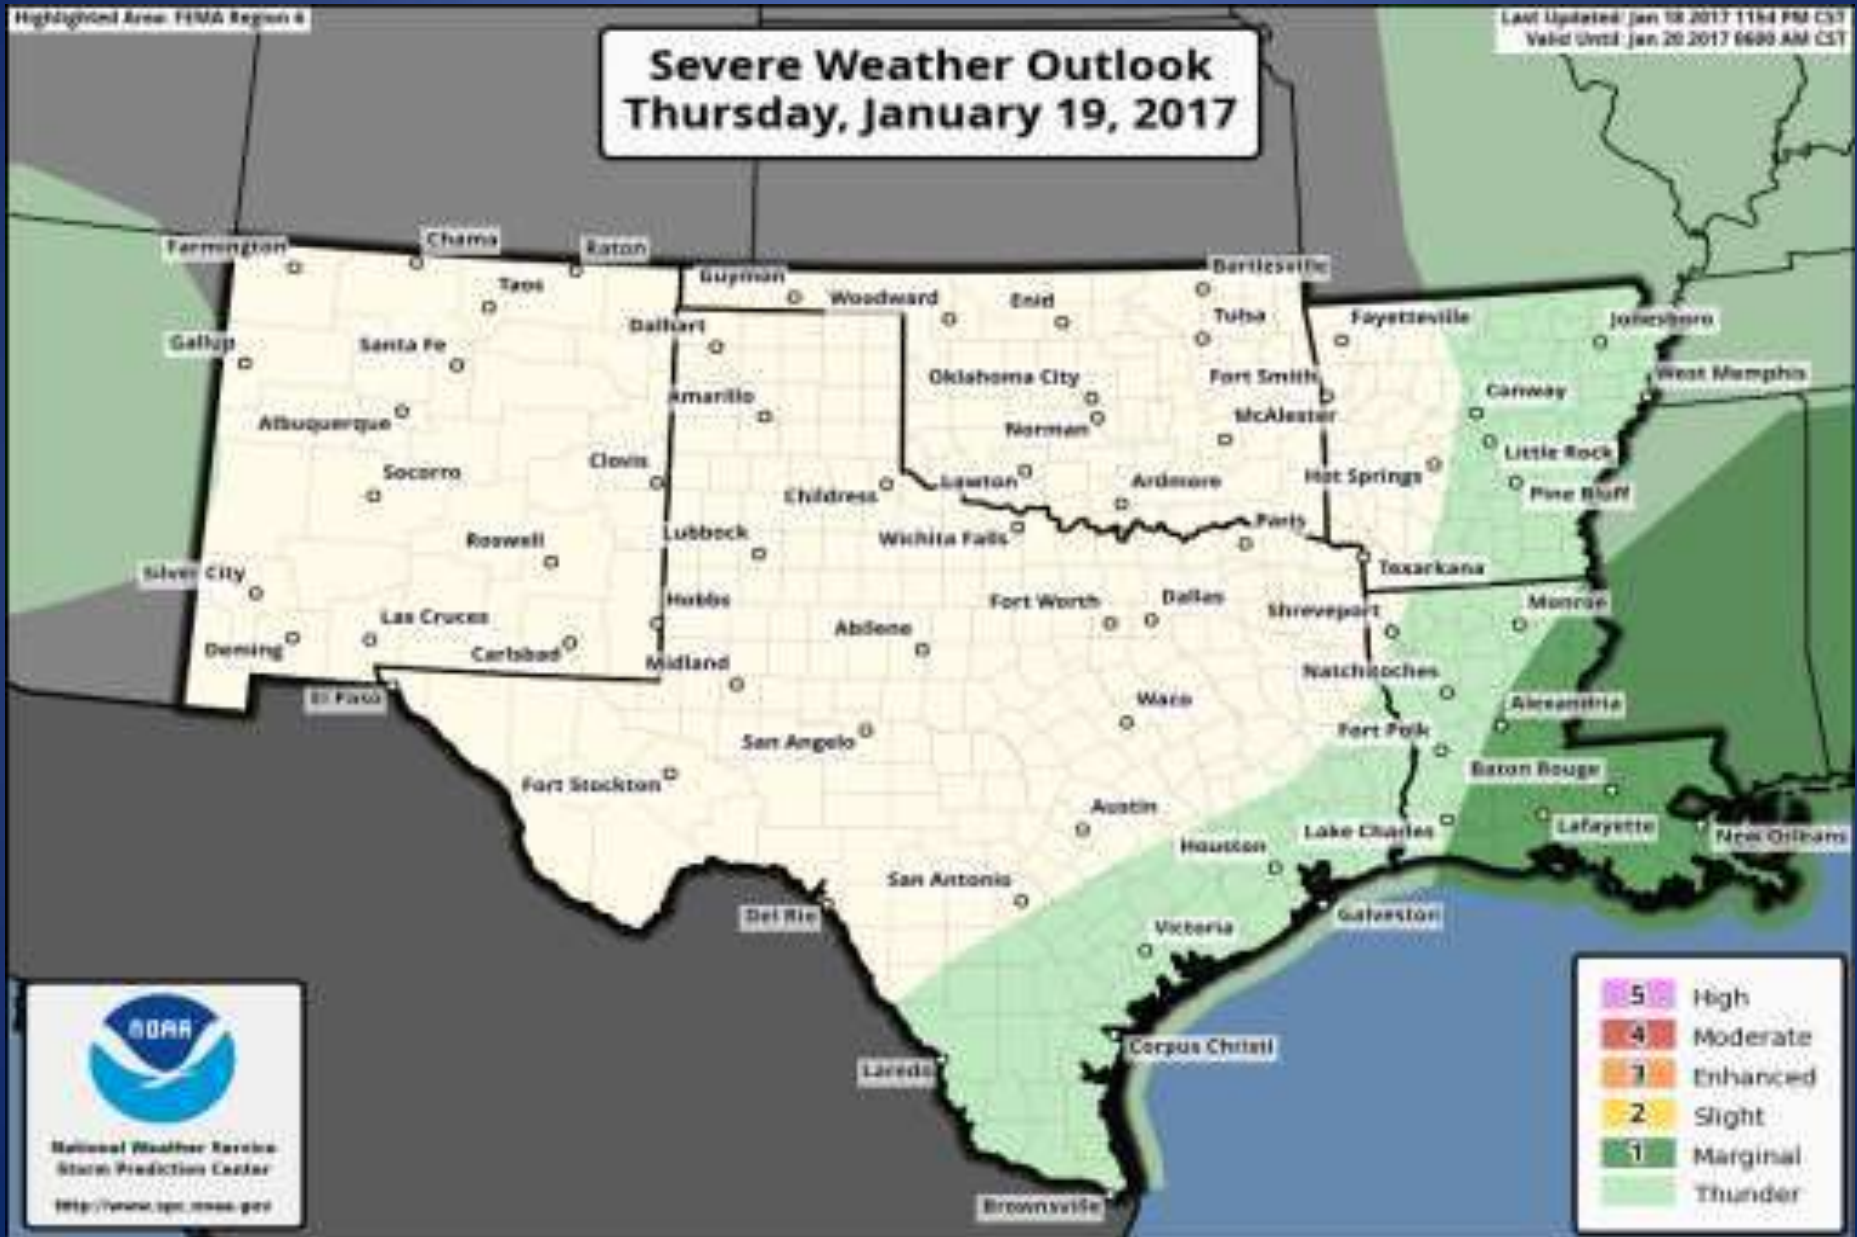 Highlighted Area: FEMA Region 6
Last Updated: Jan 18 2017 1154 PM CST
Valid Until: Jan 20 2017 0600 AM CST
Severe Weather Outlook
Thursday, January 19, 2017
Farmington
Chama
Raton
Guymon
Bartlesville
Taos
Woodward
Enid
Tulsa
Fayetteville
Jonesboro
Gallup
Santa Fe
Dalhart
Oklahoma City
Fort Smith
Conway
West Memphis
Albuquerque
Amarillo
Norman
McAlester
Little Rock
Socorro
Clovis
Childress
Lawton
Ardmore
Hot Springs
Pine Bluff
Roswell
Lubbock
Wichita Falls
Paris
Texarkana
Silver City
Hobbs
Fort Worth
Dallas
Shreveport
Monroe
Deming
Las Cruces
Carlsbad
Midland
Abilene
Natchitoches
El Paso
Waco
Alexandria
San Angelo
Fort Polk
Fort Stockton
Baton Rouge
Austin
Houston
Lake Charles
Lafayette
New Orleans
San Antonio
Del Rio
Victoria
Galveston
Corpus Christi
Laredo
Brownsville
NOAA
National Weather Service
Storm Prediction Center
http://www.spc.noaa.gov
5 High
4 Moderate
3 Enhanced
2 Slight
1 Marginal
Thunder